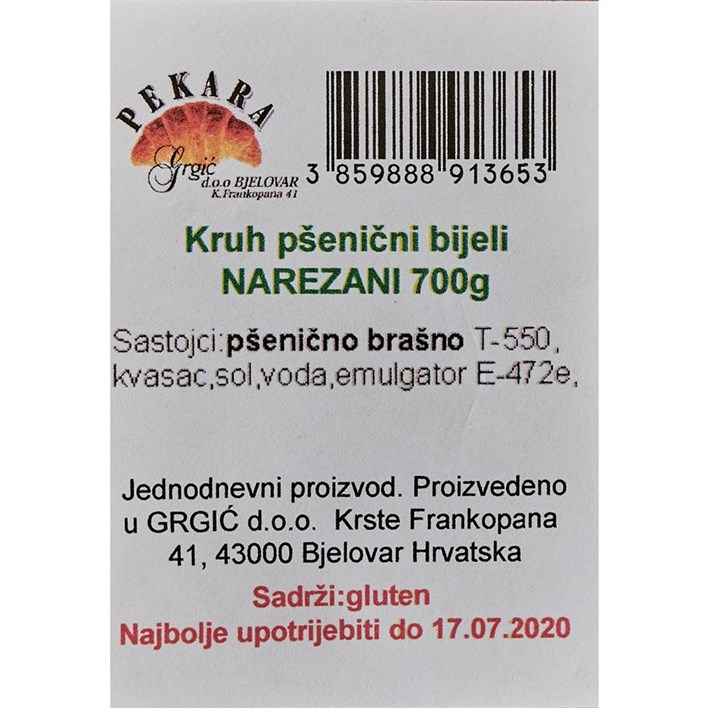 PEKARA
Grgić
d.o.o BJELOVAR
K.Frankopana 41
3 859888 913653
Kruh pšenični bijeli
NAREZANI 700g
Sastojci:pšenično brašno T-550,
kvasac,sol,voda,emulgator E-472e,
Jednodnevni proizvod. Proizvedeno
u GRGIĆ d.o.o. Krste Frankopana
41, 43000 Bjelovar Hrvatska
Sadrži:gluten
Najbolje upotrijebiti do 17.07.2020